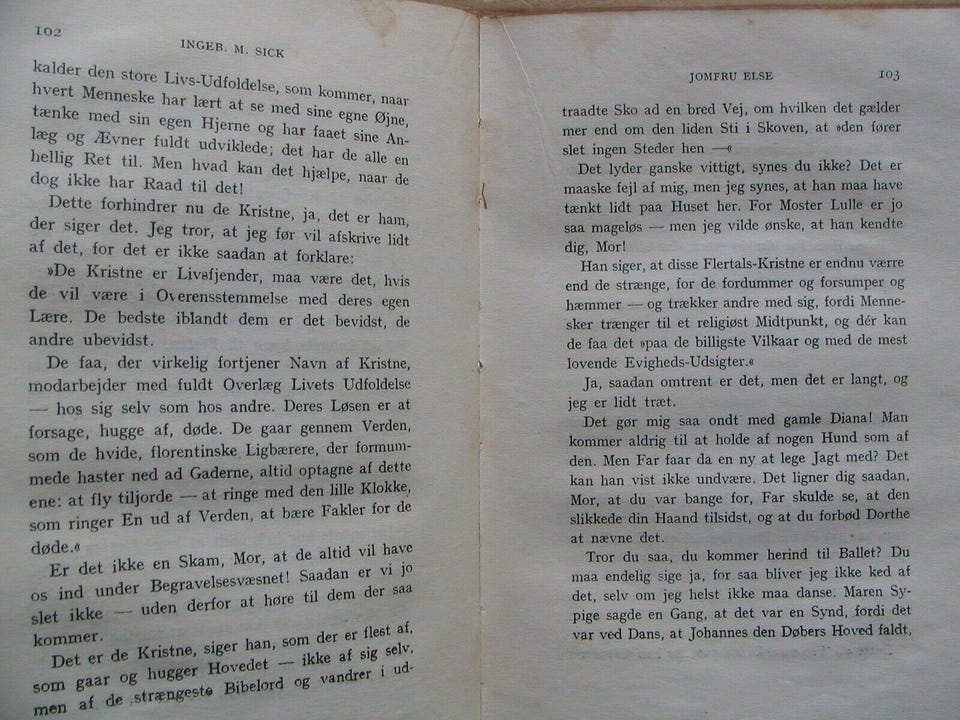 102
INGEB. M. SICK
kalder den store Livs-Udfoldelse, som kommer, naar
hvert Menneske har lært at se med sine egne Øjne,
tænke med sin egen Hjerne og har faaet sine An-
læg og Ævner fuldt udviklede; det har de alle en
hellig Ret til. Men hvad kan det hjælpe, naar de
dog ikke har Raad til det!
Dette forhindrer nu de Kristne, ja, det er ham,
der siger det. Jeg tror, at jeg før vil afskrive lidt
af det, for det er ikke saadan at forklare:
»De Kristne er Livsfjender, maa være det, hvis
de vil være i Overensstemmelse med deres egen
Lære. De bedste iblandt dem er det bevidst, de
andre ubevidst.
De faa, der virkelig fortjener Navn af Kristne,
modarbejder med fuldt Overlæg Livets Udfoldelse
— hos sig selv som hos andre. Deres Løsen er at
forsage, hugge af, døde. De gaar gennem Verden,
som de hvide, florentinske Ligbærere, der formum-
mede haster ned ad Gaderne, altid optagne af dette
ene: at fly tiljorde — at ringe med den lille Klokke,
som ringer En ud af Verden, at bære Fakler for de
døde.«
Er det ikke en Skam, Mor, at de altid vil have
os ind under Begravelsesvæsnet! Saadan er vi jo
slet ikke — uden derfor at høre til dem der saa
kommer.
Det er de Kristne, siger han, som der er flest af,
som gaar og hugger Hovedet — ikke af sig selv,
men af de strængeste Bibelord og vandrer i ud-
JOMFRU ELSE
103
traadte Sko ad en bred Vej, om hvilken det gælder
mer end om den liden Sti i Skoven, at »den fører
slet ingen Steder hen —«
Det lyder ganske vittigt, synes du ikke? Det er
maaske fejl af mig, men jeg synes, at han maa have
tænkt lidt paa Huset her. For Moster Lulle er jo
saa mageløs — men jeg vilde ønske, at han kendte
dig, Mor!
Han siger, at disse Flertals-Kristne er endnu værre
end de strænge, for de fordummer og forsumper og
hæmmer — og trækker andre med sig, fordi Menne-
sker trænger til et religiøst Midtpunkt, og dér kan
de faa det »paa de billigste Vilkaar og med de mest
lovende Evigheds-Udsigter.«
Ja, saadan omtrent er det, men det er langt, og
jeg er lidt træt.
Det gør mig saa ondt med gamle Diana! Man
kommer aldrig til at holde af nogen Hund som af
den. Men Far faar da en ny at lege Jagt med? Det
kan han vist ikke undvære. Det ligner dig saadan,
Mor, at du var bange for, Far skulde se, at den
slikkede din Haand tilsidst, og at du forbød Dorthe
at nævne det.
Tror du saa, du kommer herind til Ballet? Du
maa endelig sige ja, for saa bliver jeg ikke ked af
det, selv om jeg helst ikke maa danse. Maren Sy-
pige sagde en Gang, at det var en Synd, fordi det
var ved Dans, at Johannes den Døbers Hoved faldt,